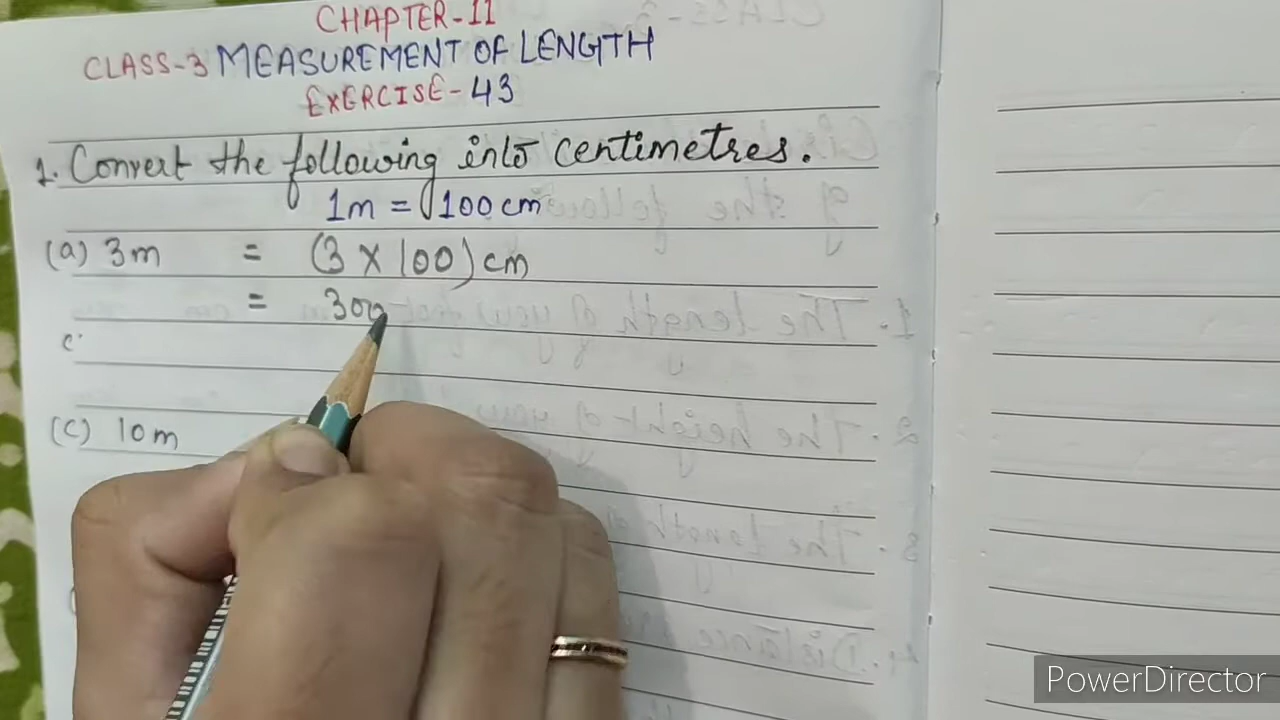 CHAPTER-11
CLASS-3 MEASUREMENT OF LENGTH
EXERCISE-43
1. Convert the following into centimetres.
1m = 100 cm
(a) 3m = (3 × 100) cm
= 300
(C) 10m
PowerDirector